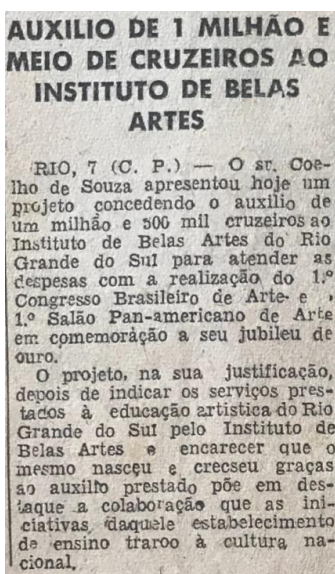 AUXILIO DE 1 MILHÃO E
MEIO DE CRUZEIROS AO
INSTITUTO DE BELAS
ARTES
RIO, 7 (C. P.) — O sr. Coe-
lho de Souza apresentou hoje um
projeto concedendo o auxilio de
um milhão e 500 mil cruzeiros ao
Instituto de Belas Artes do Rio
Grande do Sul para atender as
despesas com a realização do 1.º
Congresso Brasileiro de Arte e
1.º Salão Pan-americano de Arte
em comemoração a seu jubileu de
ouro.
O projeto, na sua justificação,
depois de indicar os serviços pres-
tados à educação artistica do Rio
Grande do Sul pelo Instituto de
Belas Artes e encarecer que o
mesmo nasceu e crecseu graças
ao auxilio prestado põe em des-
taque a colaboração que as ini-
ciativas daquele estabelecimento
de ensino traroo à cultura na-
cional.